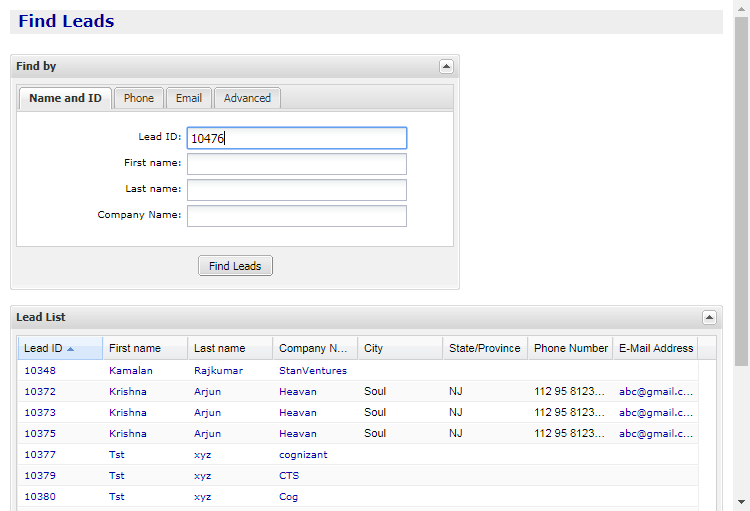 Find Leads
Find by
Name and ID Phone Email Advanced
Lead ID: 10476
First name:
Last name:
Company Name:
Find Leads
Lead List
Lead ID First name Last name Company N... City State/Province Phone Number E-Mail Address
10348 Kamalan Rajkumar StanVentures
10372 Krishna Arjun Heavan Soul NJ 112 95 8123... abc@gmail.c...
10373 Krishna Arjun Heavan Soul NJ 112 95 8123... abc@gmail.c...
10375 Krishna Arjun Heavan Soul NJ 112 95 8123... abc@gmail.c...
10377 Tst xyz cognizant
10379 Tst xyz CTS
10380 Tst xyz Cog